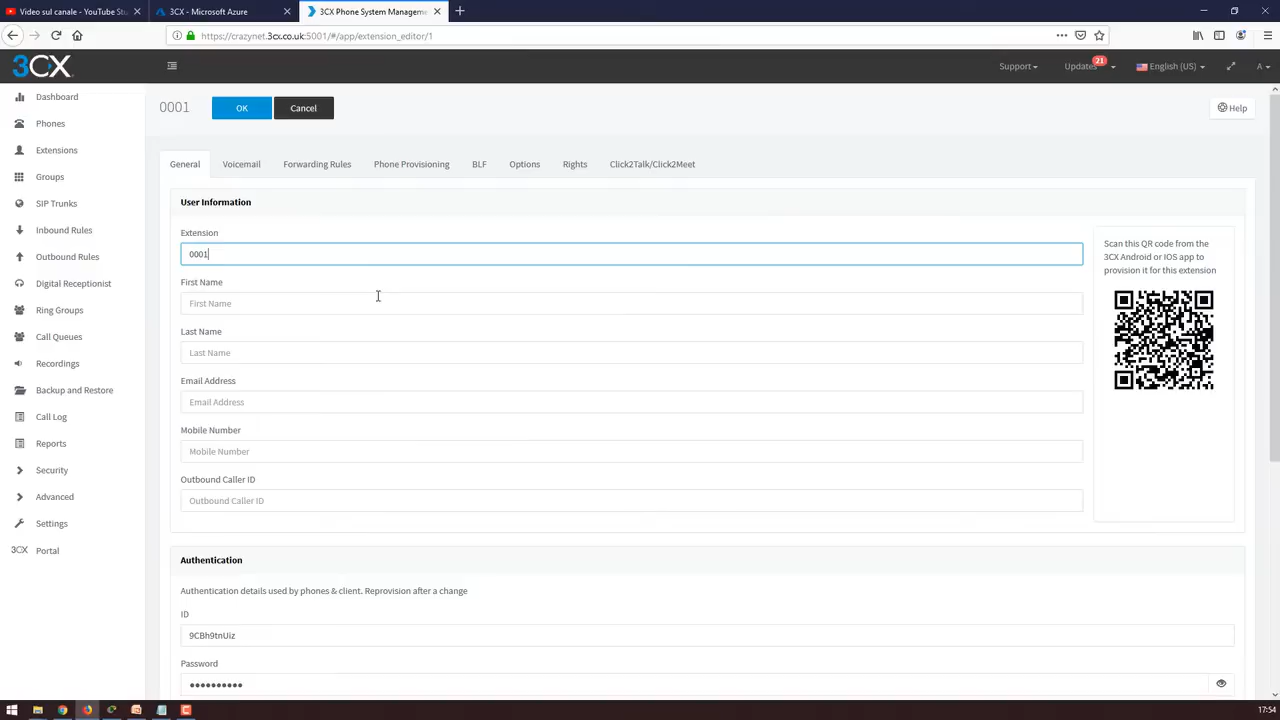 Video sul canale - YouTube Stu
3CX - Microsoft Azure
3CX Phone System Manageme
https://crazynet.3cx.co.uk:5001/#/app/extension_editor/1
3CX
Support
Updates
21
English (US)
A
Dashboard
Phones
Extensions
Groups
SIP Trunks
Inbound Rules
Outbound Rules
Digital Receptionist
Ring Groups
Call Queues
Recordings
Backup and Restore
Call Log
Reports
Security
Advanced
Settings
3CX Portal
0001
OK
Cancel
Help
General
Voicemail
Forwarding Rules
Phone Provisioning
BLF
Options
Rights
Click2Talk/Click2Meet
User Information
Extension
0001
First Name
First Name
Last Name
Last Name
Email Address
Email Address
Mobile Number
Mobile Number
Outbound Caller ID
Outbound Caller ID
Scan this QR code from the
3CX Android or IOS app to
provision it for this extension
Authentication
Authentication details used by phones & client. Reprovision after a change
ID
9CBh9tnUiz
Password
17:54